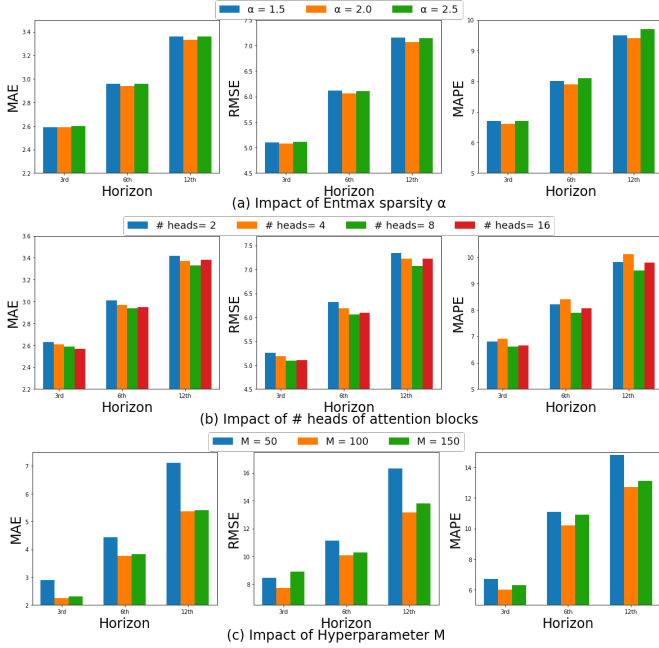 α = 1.5 α = 2.0 α = 2.5
3.4
3.2
3.0
2.8
2.6
2.4
2.2
MAE
3rd 6th 12th
Horizon
7.5
7.0
6.5
6.0
5.5
5.0
4.5
RMSE
3rd 6th 12th
Horizon
10
9
8
7
6
5
MAPE
3rd 6th 12th
Horizon
(a) Impact of Entmax sparsity α
# heads= 2 # heads= 4 # heads= 8 # heads= 16
3.6
3.4
3.2
3.0
2.8
2.6
2.4
2.2
MAE
3rd 6th 12th
Horizon
7.5
7.0
6.5
6.0
5.5
5.0
4.5
RMSE
3rd 6th 12th
Horizon
10
9
8
7
6
5
MAPE
3rd 6th 12th
Horizon
(b) Impact of # heads of attention blocks
M = 50 M = 100 M = 150
7
6
5
4
3
2
MAE
3rd 6th 12th
Horizon
16
14
12
10
8
RMSE
3rd 6th 12th
Horizon
14
12
10
8
6
MAPE
3rd 6th 12th
Horizon
(c) Impact of Hyperparameter M